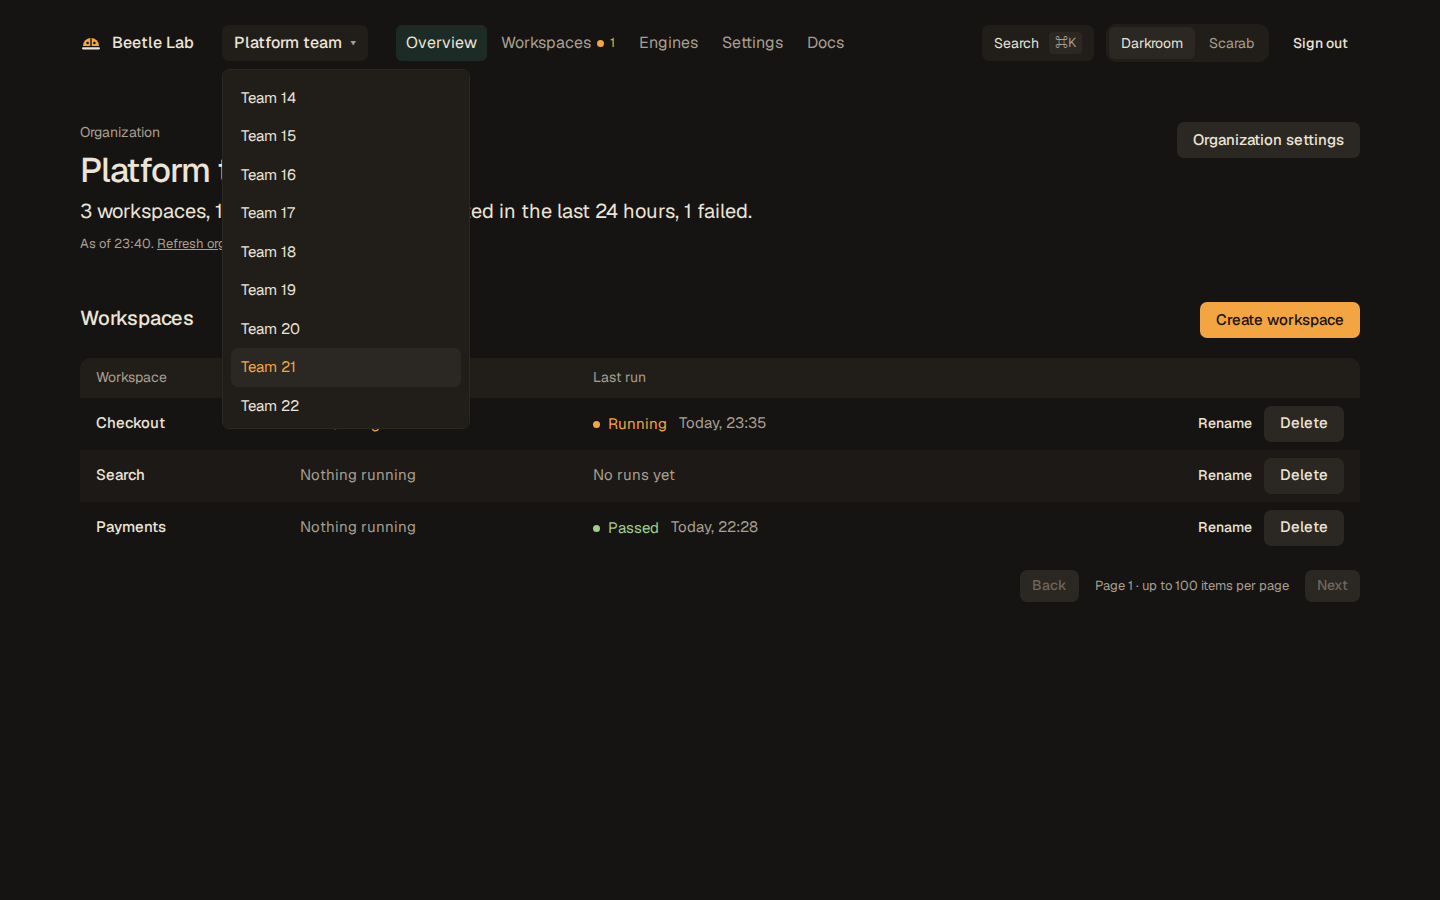 Beetle Lab Platform team Overview Workspaces 1 Engines Settings Docs Search ⌘K Darkroom Scarab Sign out
Team 14
Team 15
Team 16
Team 17
Team 18
Team 19
Team 20
Team 21
Team 22
Organization
Organization settings
Platform
3 workspaces, 1 in the last 24 hours, 1 failed.
As of 23:40. Refresh
Workspaces
Create workspace
Workspace Last run
Checkout Running Today, 23:35 Rename Delete
Search Nothing running No runs yet Rename Delete
Payments Nothing running Passed Today, 22:28 Rename Delete
Back Page 1 · up to 100 items per page Next